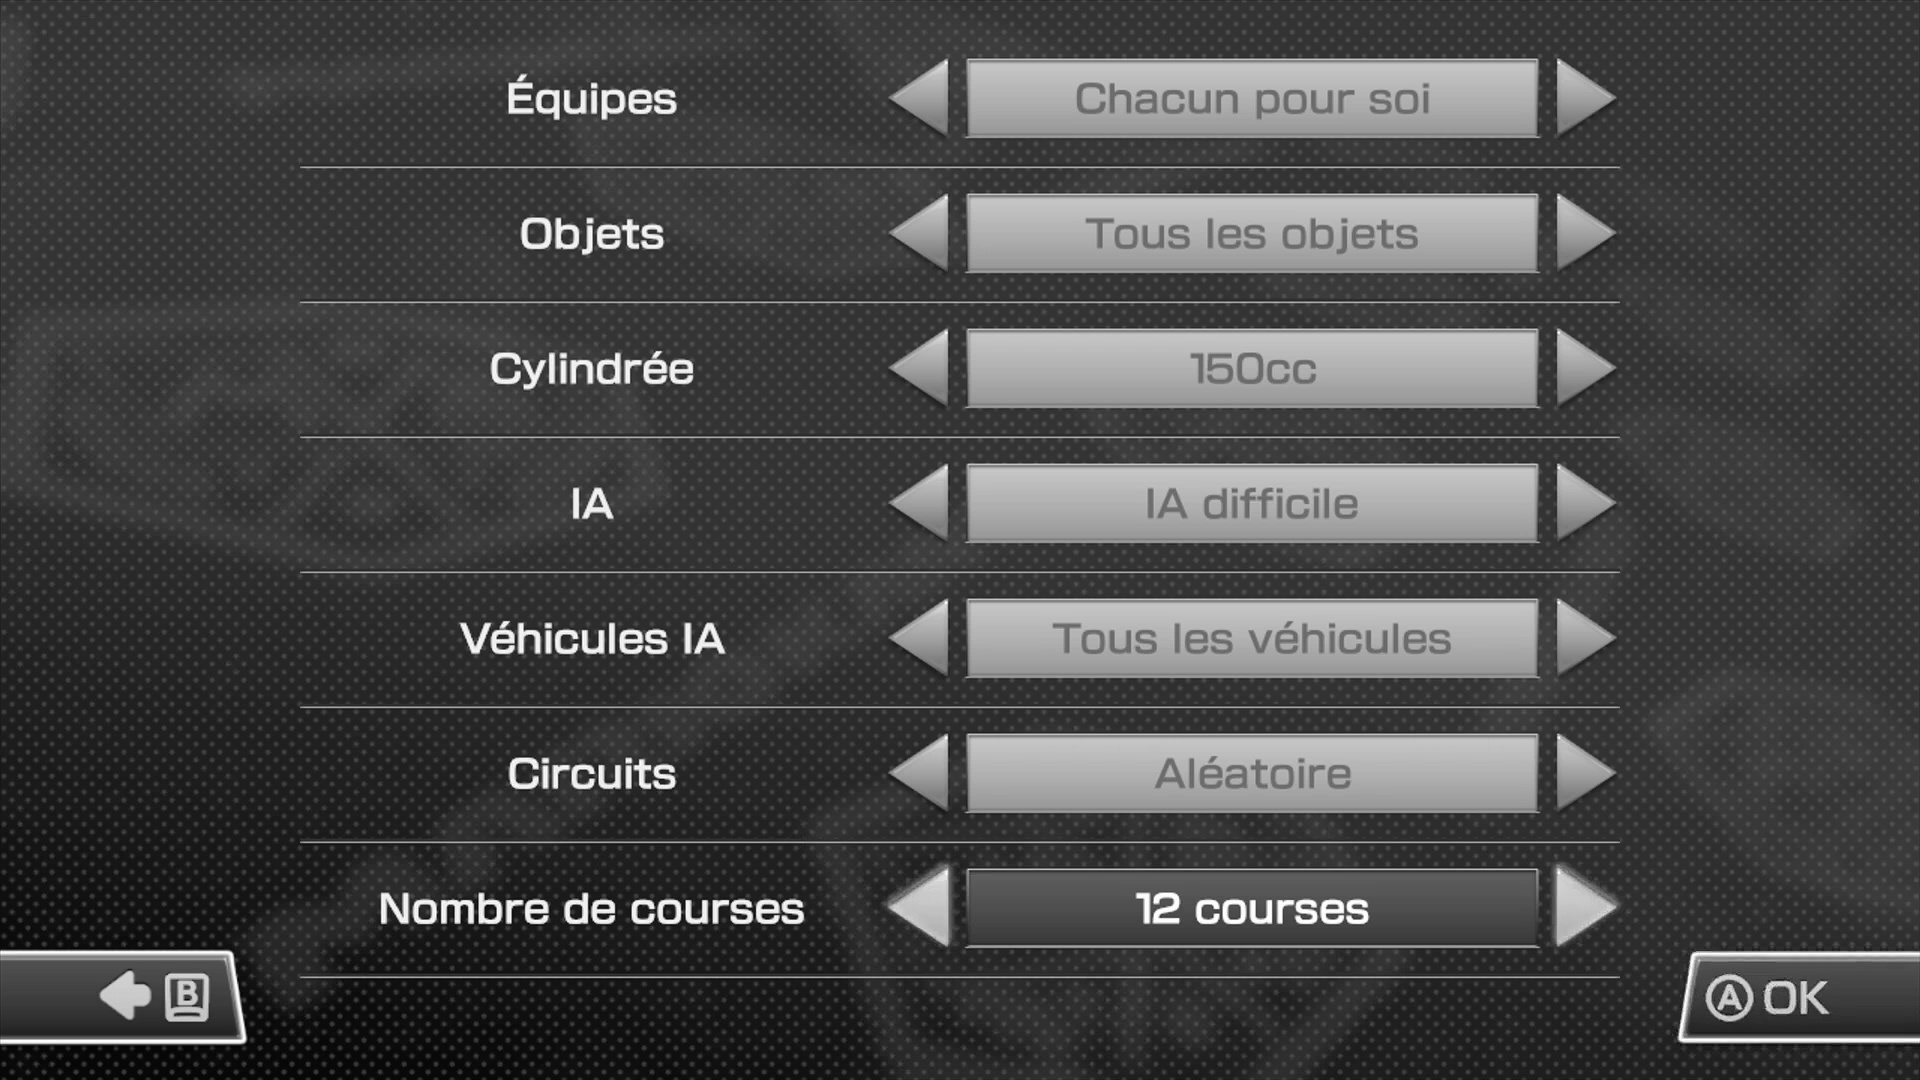 Équipes
Chacun pour soi
Objets
Tous les objets
Cylindrée
150cc
IA
IA difficile
Véhicules IA
Tous les véhicules
Circuits
Aléatoire
Nombre de courses
12 courses
B
A OK